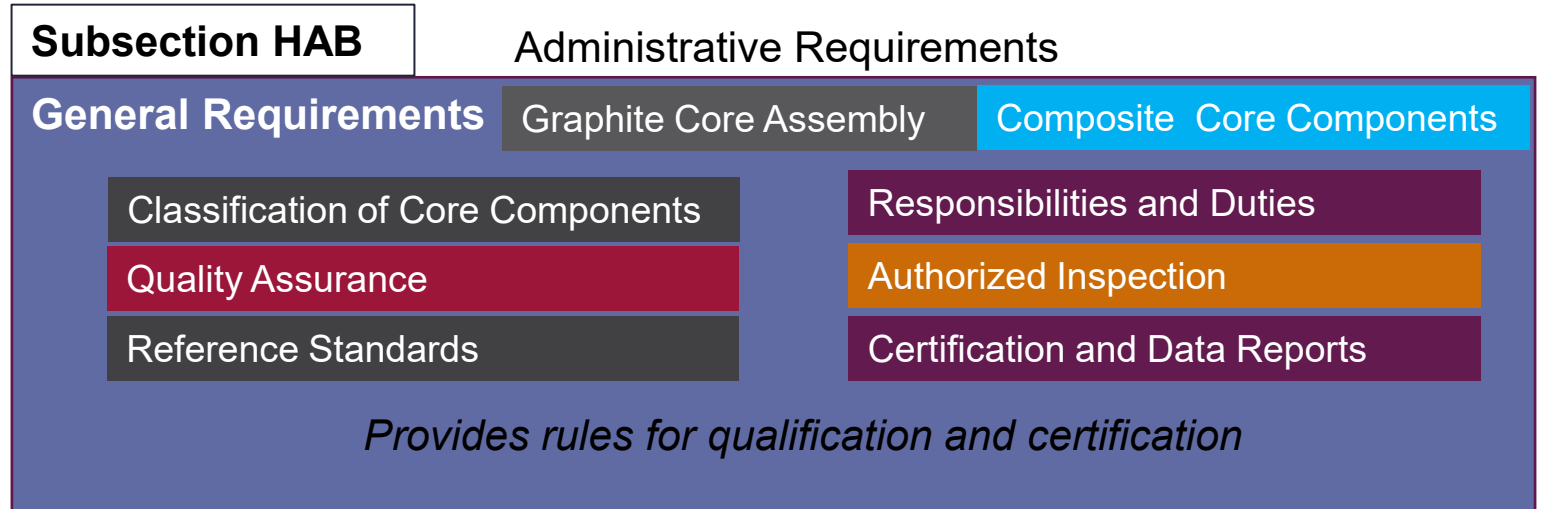 Subsection HAB
Administrative Requirements
General Requirements
Graphite Core Assembly
Composite Core Components
Classification of Core Components
Responsibilities and Duties
Quality Assurance
Authorized Inspection
Reference Standards
Certification and Data Reports
Provides rules for qualification and certification